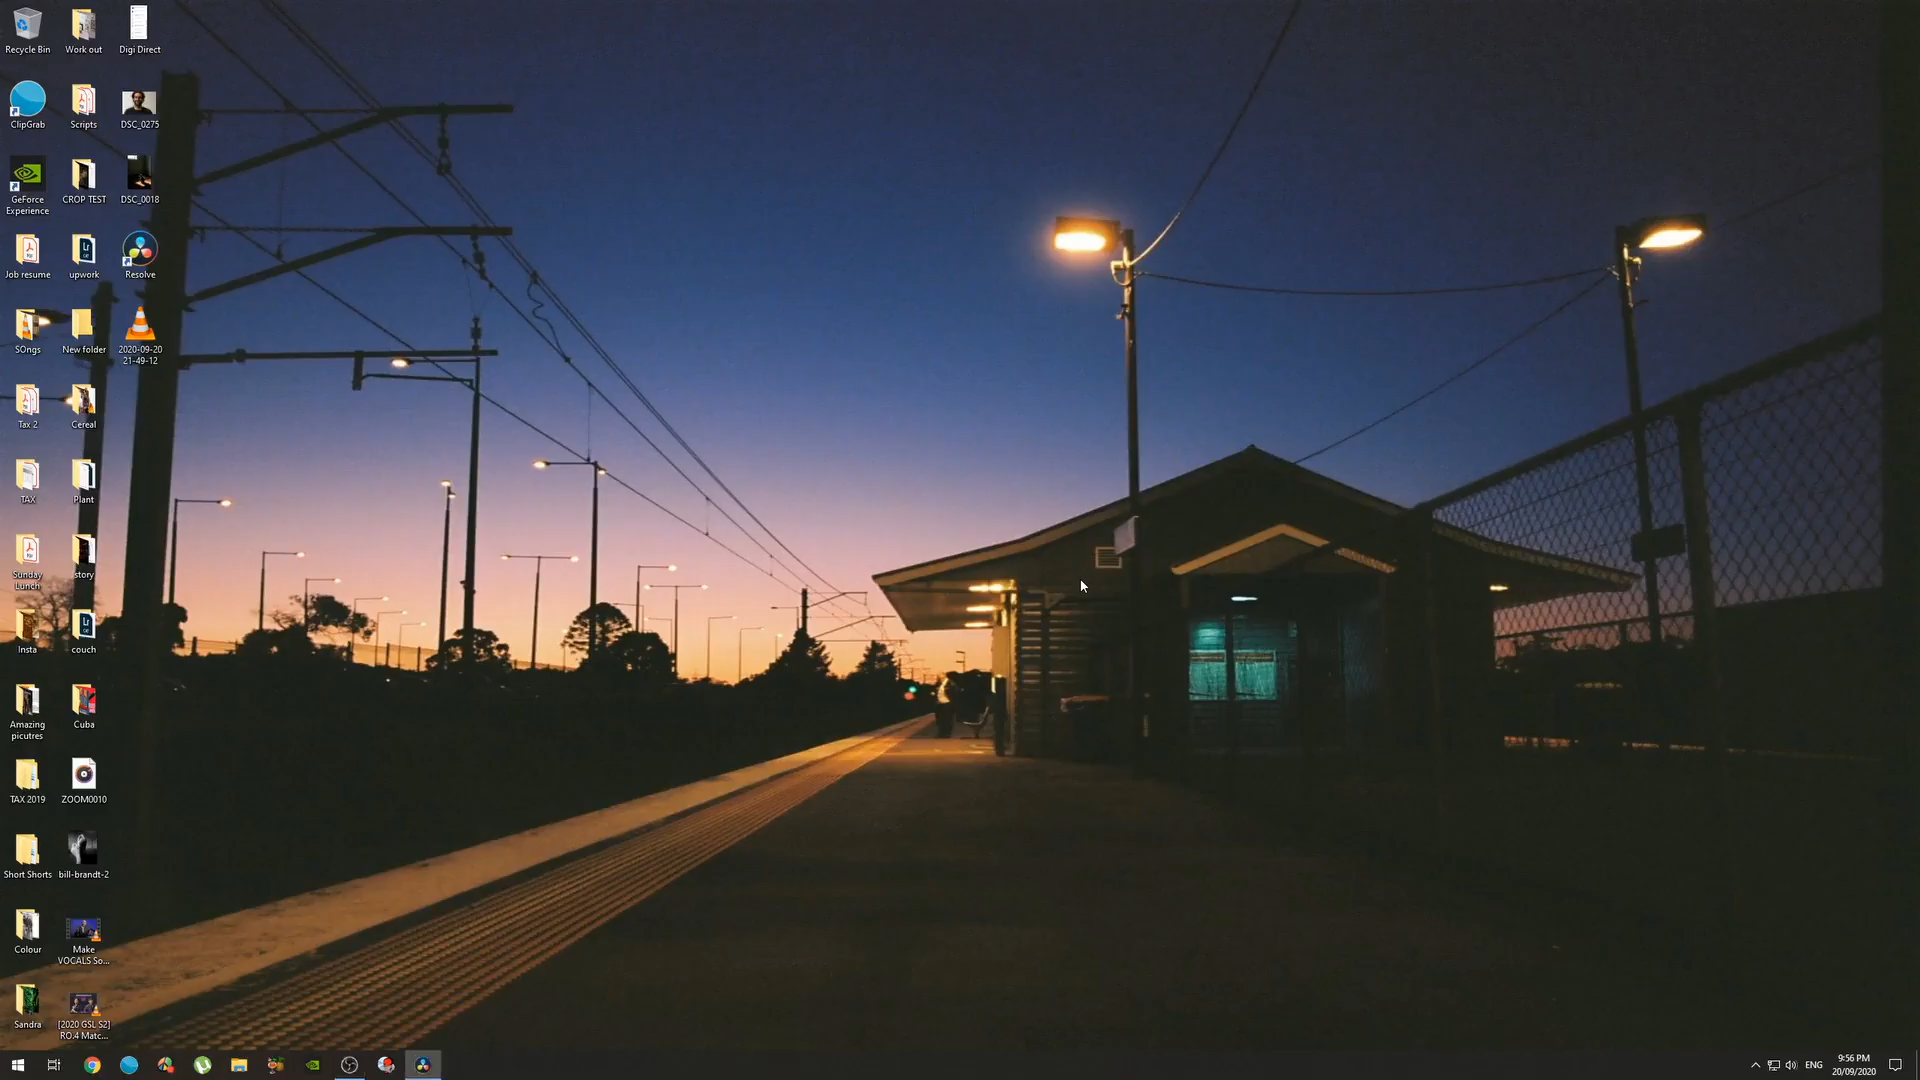 Recycle Bin
Work out
Digi Direct
ClipGrab
Scripts
DSC_0275
GeForce
Experience
CROP TEST
DSC_0018
Job resume
upwork
Resolve
SOngs
New folder
2020-09-20
21-49-12
Tax 2
Cereal
TAX
Plant
Sunday
Lunch
story
Insta
couch
Amazing
picutres
Cuba
TAX 2019
ZOOM0010
Short Shorts
bill-brandt-2
Colour
Make
VOCALS So...
Sandra
[2020 GSL S2]
RO.4 Matc...
ENG
9:56 PM
20/09/2020